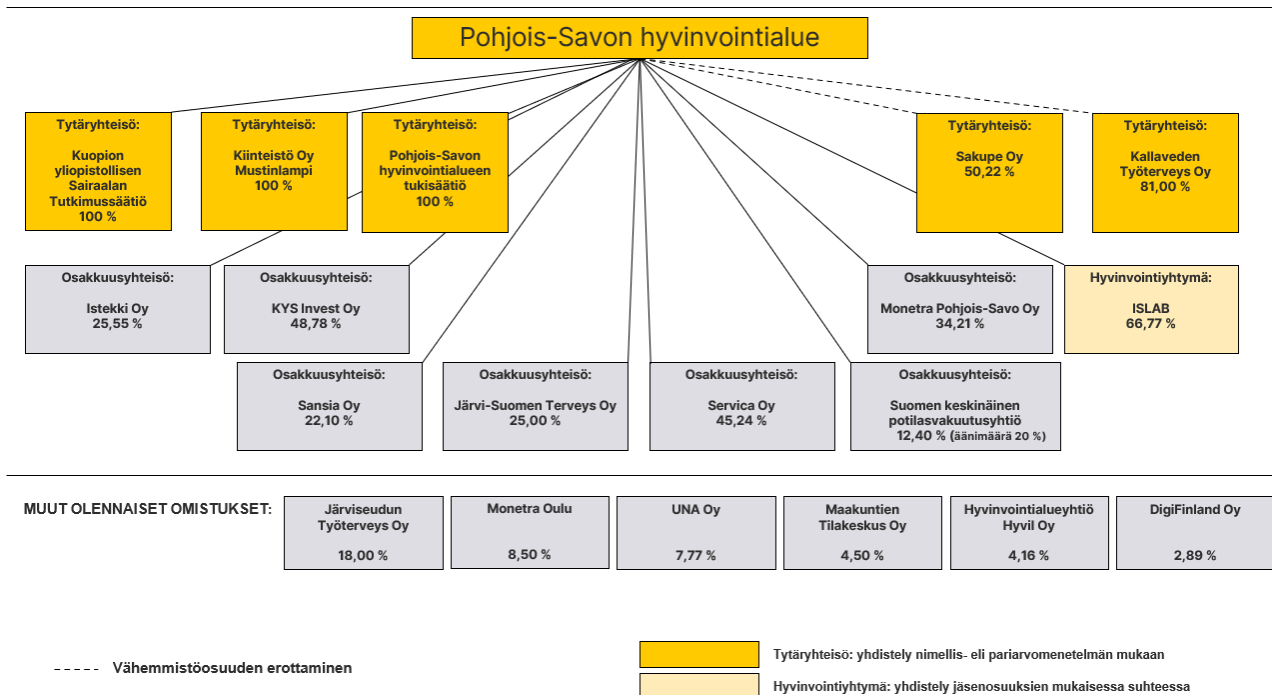 Pohjois-Savon hyvinvointialue
Tytäryhteisö:
Kuopion
yliopistollisen
Sairaalan
Tutkimussäätiö
100 %
Tytäryhteisö:
Kiinteistö Oy
Mustinlampi
100 %
Tytäryhteisö:
Pohjois-Savon
hyvinvointialueen
tukisäätiö
100 %
Tytäryhteisö:
Sakupe Oy
50,22 %
Tytäryhteisö:
Kallaveden
Työterveys Oy
81,00 %
Osakkuusyhteisö:
Istekki Oy
25,55 %
Osakkuusyhteisö:
KYS Invest Oy
48,78 %
Osakkuusyhteisö:
Monetra Pohjois-Savo Oy
34,21 %
Hyvinvointiyhtymä:
ISLAB
66,77 %
Osakkuusyhteisö:
Sansia Oy
22,10 %
Osakkuusyhteisö:
Järvi-Suomen Terveys Oy
25,00 %
Osakkuusyhteisö:
Servica Oy
45,24 %
Osakkuusyhteisö:
Suomen keskinäinen
potilasvakuutusyhtiö
12,40 % (äänimäärä 20 %)
MUUT OLENNAISET OMISTUKSET:
Järviseudun
Työterveys Oy
18,00 %
Monetra Oulu
8,50 %
UNA Oy
7,77 %
Maakuntien
Tilakeskus Oy
4,50 %
Hyvinvointialueyhtiö
Hyvil Oy
4,16 %
DigiFinland Oy
2,89 %
----- Vähemmistöosuuden erottaminen
Tytäryhteisö: yhdistely nimellis- eli pariarvomenetelmän mukaan
Hyvinvointiyhtymä: yhdistely jäsenosuuksien mukaisessa suhteessa